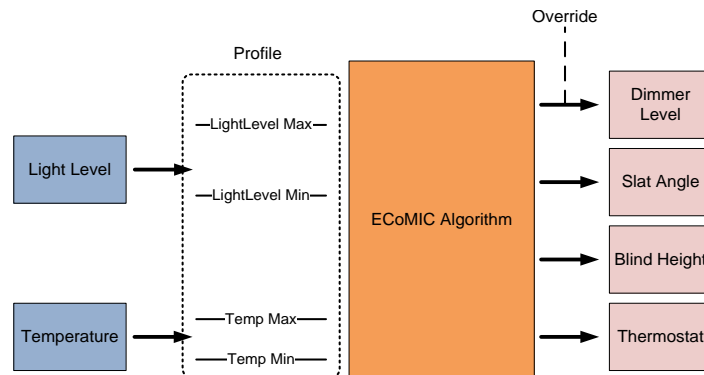 Override
Profile
Dimmer
Level
LightLevel Max
Light Level
Slat Angle
LightLevel Min
ECoMIC Algorithm
Blind Height
Temp Max
Temperature
Thermostat
Temp Min